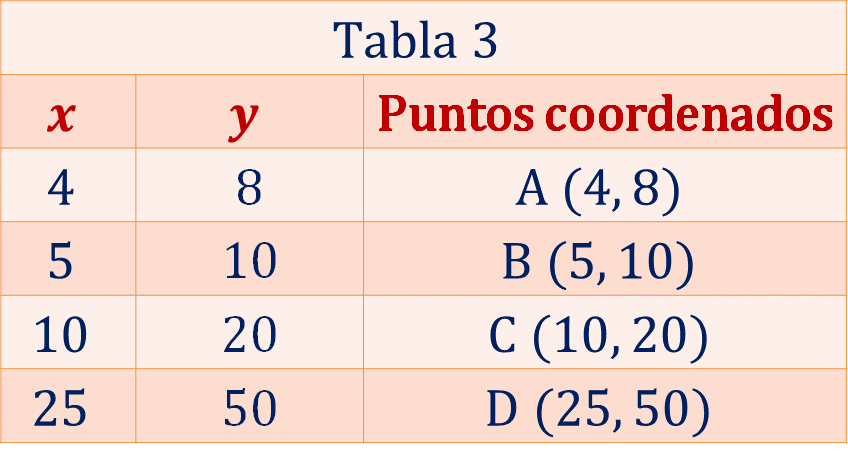 Tabla 3
x y Puntos coordenados
4 8 A (4, 8)
5 10 B (5, 10)
10 20 C (10, 20)
25 50 D (25, 50)